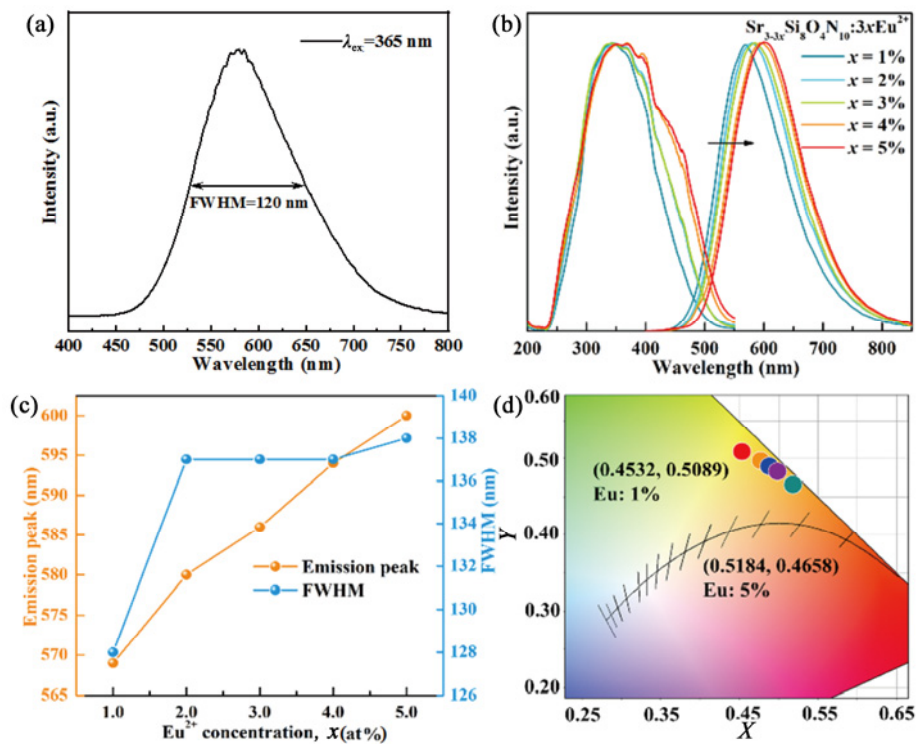 (a)
λex=365 nm
FWHM=120 nm
Intensity (a.u.)
400 450 500 550 600 650 700 750 800
Wavelength (nm)
(b)
Sr3-3xSi8O4N10:3xEu2+
x = 1%
x = 2%
x = 3%
x = 4%
x = 5%
Intensity (a.u.)
200 300 400 500 600 700 800
Wavelength (nm)
(c)
600
595
590
585
580
575
570
565
Emission peak (nm)
140
138
136
134
132
130
128
126
FWHM (nm)
Emission peak
FWHM
1.0 2.0 3.0 4.0 5.0
Eu2+ concentration, x(at%)
(d)
0.60
0.50
0.40
0.30
0.20
Y
(0.4532, 0.5089)
Eu: 1%
(0.5184, 0.4658)
Eu: 5%
0.25 0.35 0.45 0.55 0.65
X